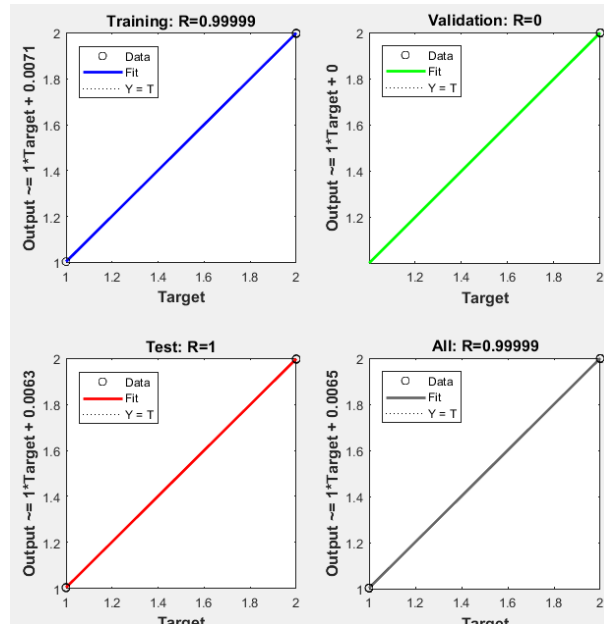 Training: R=0.99999
Output ~= 1*Target + 0.0071
2
1.8
1.6
1.4
1.2
1
Data
Fit
Y = T
1 1.2 1.4 1.6 1.8 2
Target
Validation: R=0
Output ~= 1*Target + 0
2
1.8
1.6
1.4
1.2
Data
Fit
Y = T
1.2 1.4 1.6 1.8 2
Target
Test: R=1
Output ~= 1*Target + 0.0063
2
1.8
1.6
1.4
1.2
1
Data
Fit
Y = T
1 1.2 1.4 1.6 1.8 2
Target
All: R=0.99999
Output ~= 1*Target + 0.0065
2
1.8
1.6
1.4
1.2
1
Data
Fit
Y = T
1 1.2 1.4 1.6 1.8 2
Target